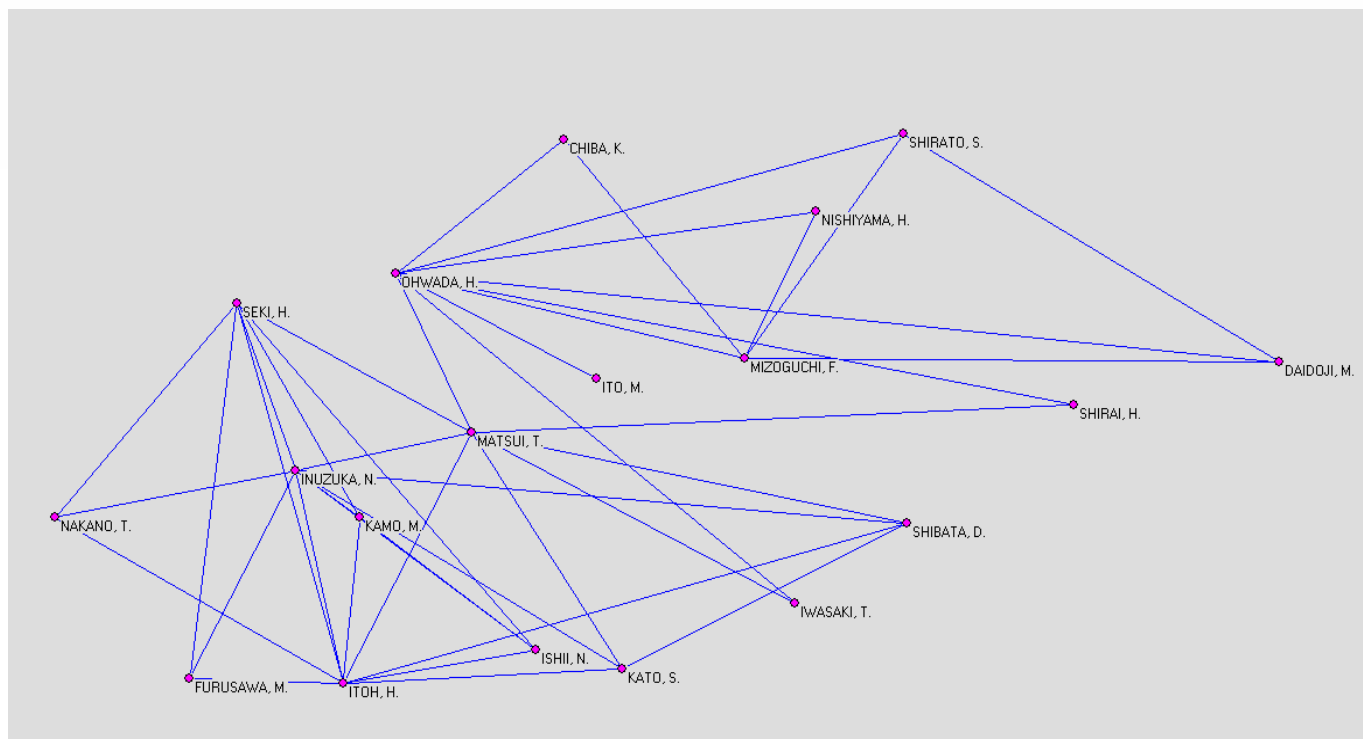 SHIRATO, S.
CHIBA, K.
NISHIYAMA, H.
OHWADA, H.
SEKI, H.
MIZOGUCHI, F.
DAIDOJI, M.
ITO, M.
SHIRAI, H.
MATSUI, T.
INUZUKA, N.
NAKANO, T.
KAMO, M.
SHIBATA, D.
IWASAKI, T.
ISHII, N.
KATO, S.
FURUSAWA, M.
ITOH, H.